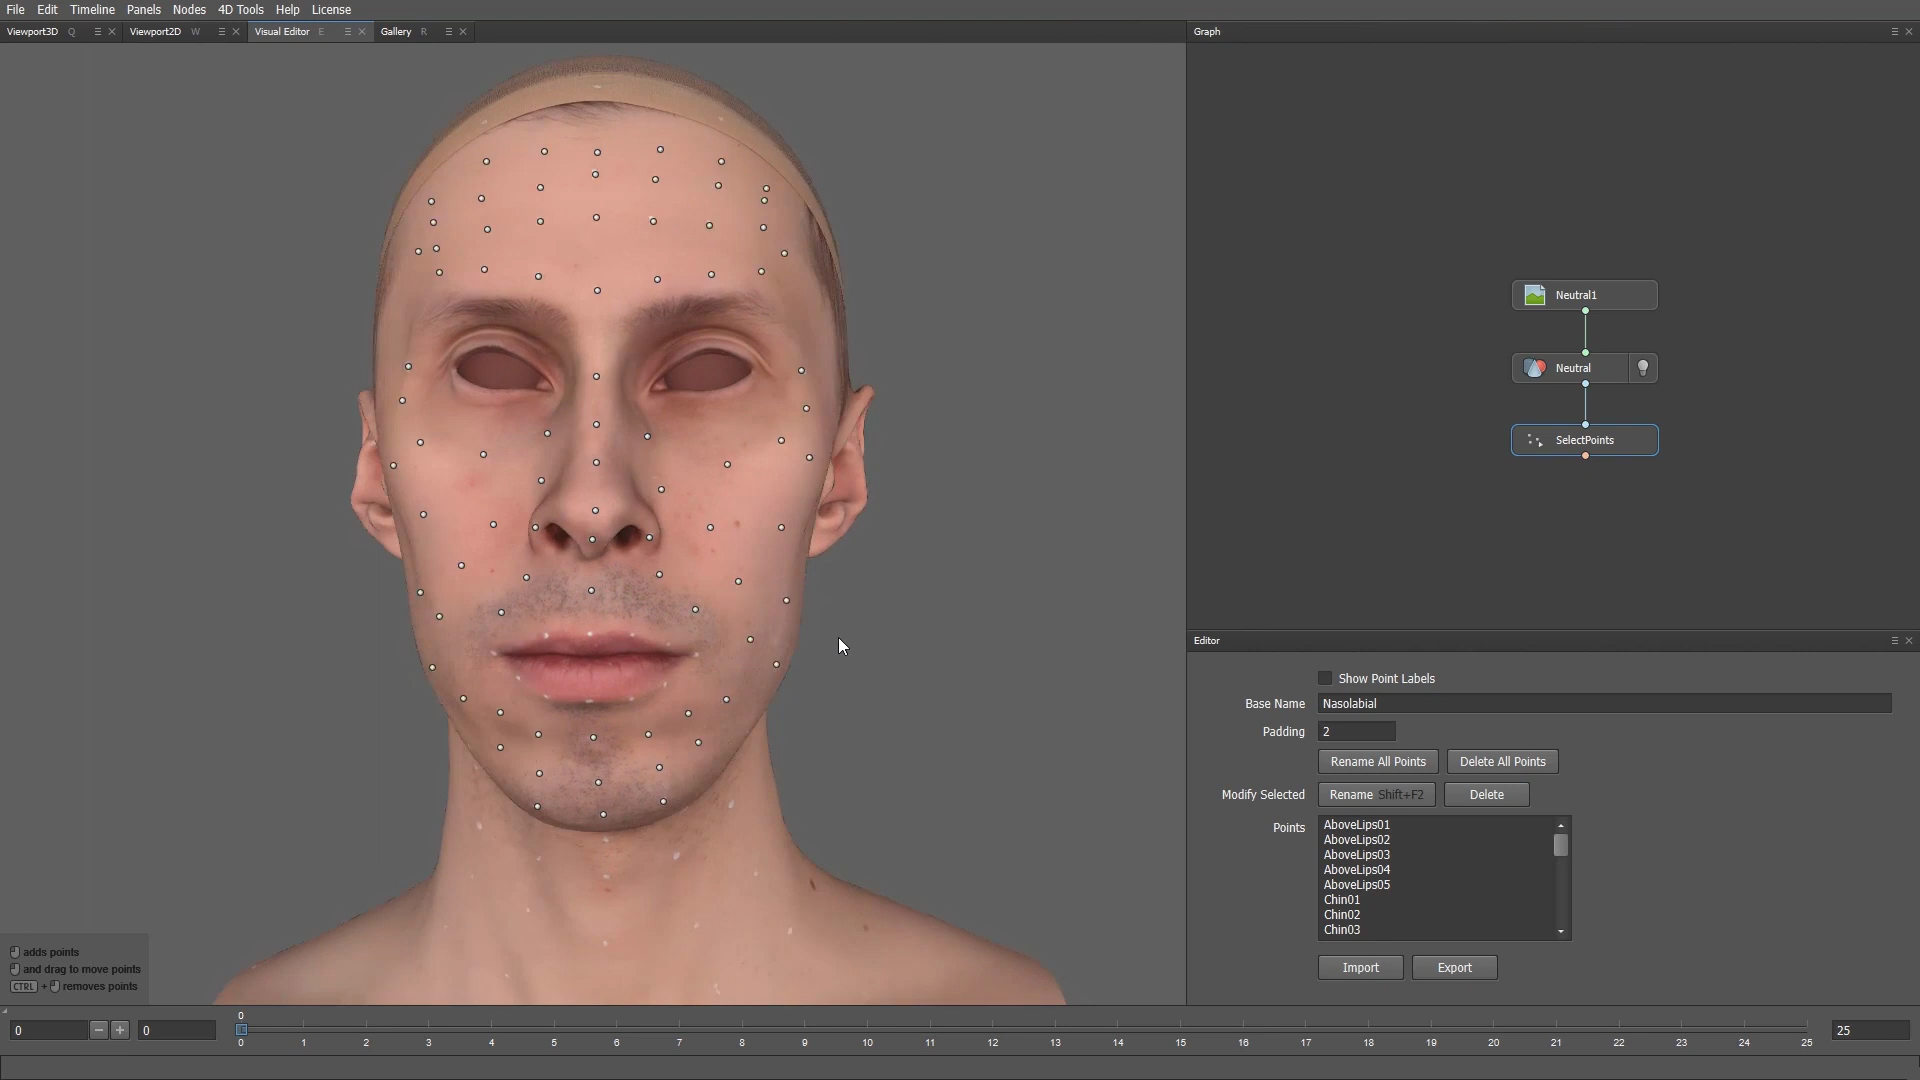 File Edit Timeline Panels Nodes 4D Tools Help License
Viewport3D Q Viewport2D W Visual Editor E Gallery R Graph
Neutral1
Neutral
SelectPoints
Editor
Show Point Labels
Base Name Nasolabial
Padding 2
Rename All Points Delete All Points
Modify Selected Rename Shift+F2 Delete
Points AboveLips01
AboveLips02
AboveLips03
AboveLips04
AboveLips05
Chin01
Chin02
Chin03
Import Export
adds points
and drag to move points
CTRL + removes points
0
0 0 25
0 1 2 3 4 5 6 7 8 9 10 11 12 13 14 15 16 17 18 19 20 21 22 23 24 25